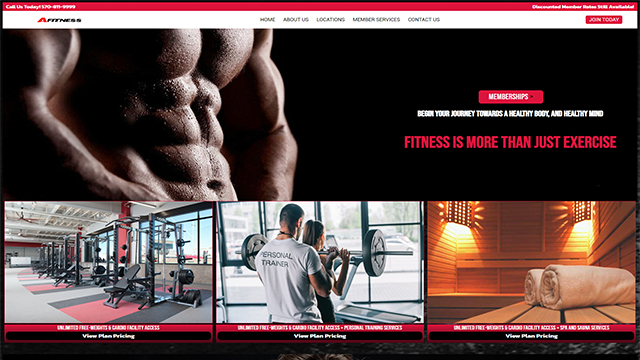 Call Us Today! 570-811-9999
Discounted Member Rates Still Available!
AFITNESS
HOME ABOUT US LOCATIONS MEMBER SERVICES CONTACT US
JOIN TODAY
MEMBERSHIPS
BEGIN YOUR JOURNEY TOWARDS A HEALTHY BODY, AND HEALTHY MIND
FITNESS IS MORE THAN JUST EXERCISE
PERSONAL
TRAINER
UNLIMITED FREE-WEIGHTS & CARDIO FACILITY ACCESS
View Plan Pricing
UNLIMITED FREE-WEIGHTS & CARDIO FACILITY ACCESS + PERSONAL TRAINING SERVICES
View Plan Pricing
UNLIMITED FREE-WEIGHTS & CARDIO FACILITY ACCESS + SPA AND SAUNA SERVICES
View Plan Pricing